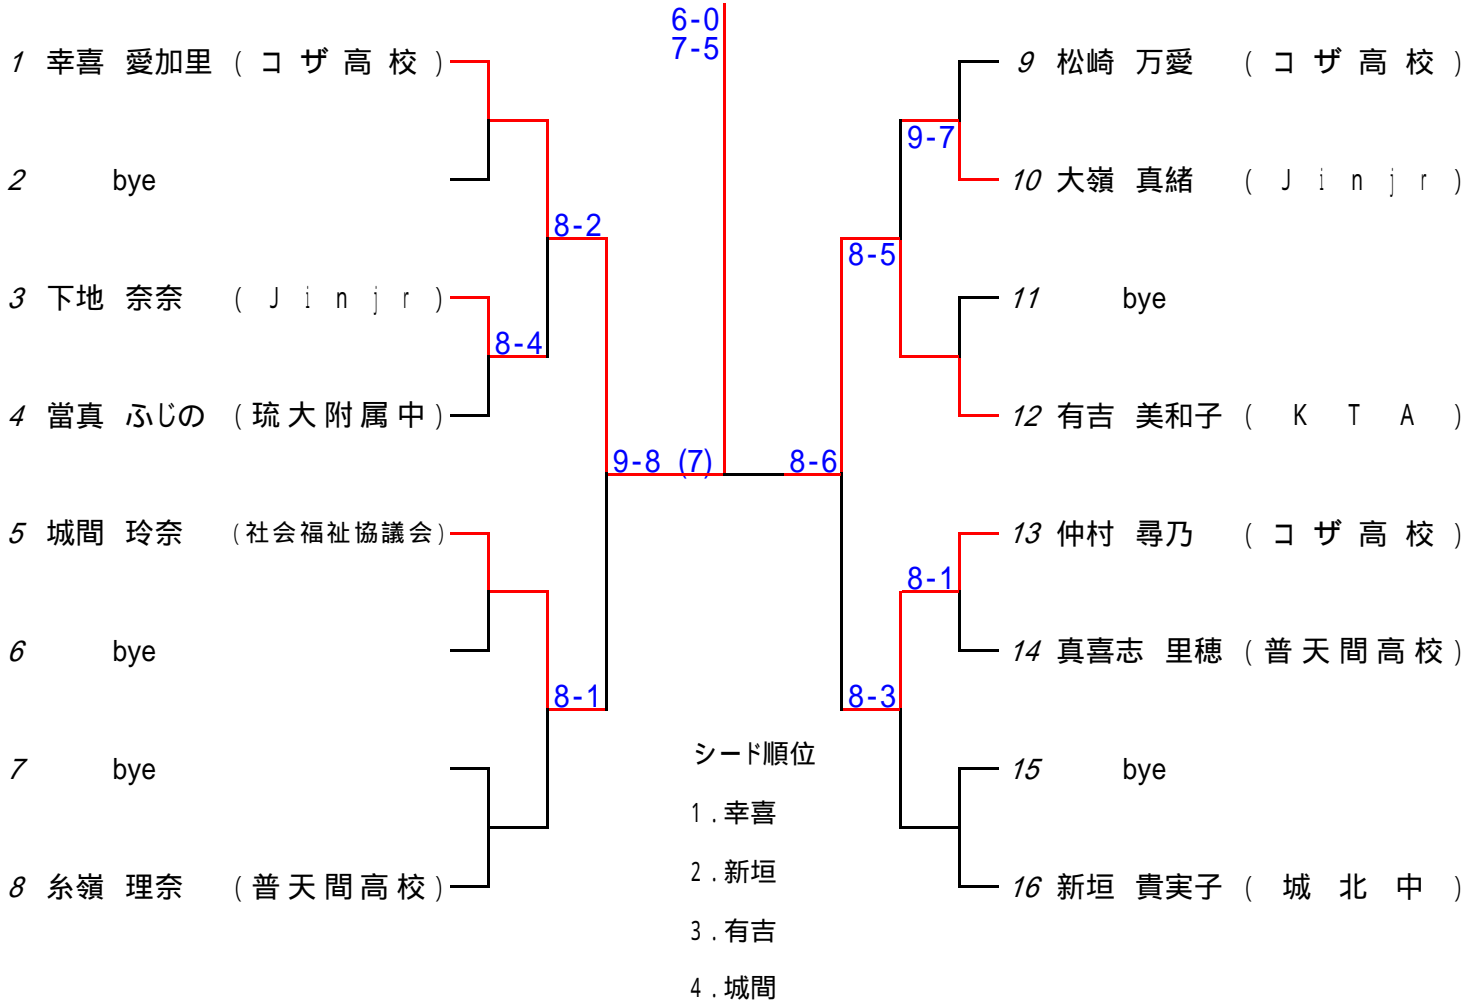 6-0
7-5
1 幸喜 愛加里 (コザ高校)
2 bye
8-2
3 下地 奈奈 (Jinjr)
8-4
4 當真 ふじの (琉大附属中)
9-8 (7)
5 城間 玲奈 (社会福祉協議会)
6 bye
8-1
7 bye
8 糸嶺 理奈 (普天間高校)
9 松崎 万愛 (コザ高校)
9-7
10 大嶺 真緒 (Jinjr)
8-5
11 bye
12 有吉 美和子 (KTA)
8-6
13 仲村 尋乃 (コザ高校)
8-1
14 真喜志 里穂 (普天間高校)
8-3
15 bye
16 新垣 貴実子 (城北中)
シード順位
1.幸喜
2.新垣
3.有吉
4.城間